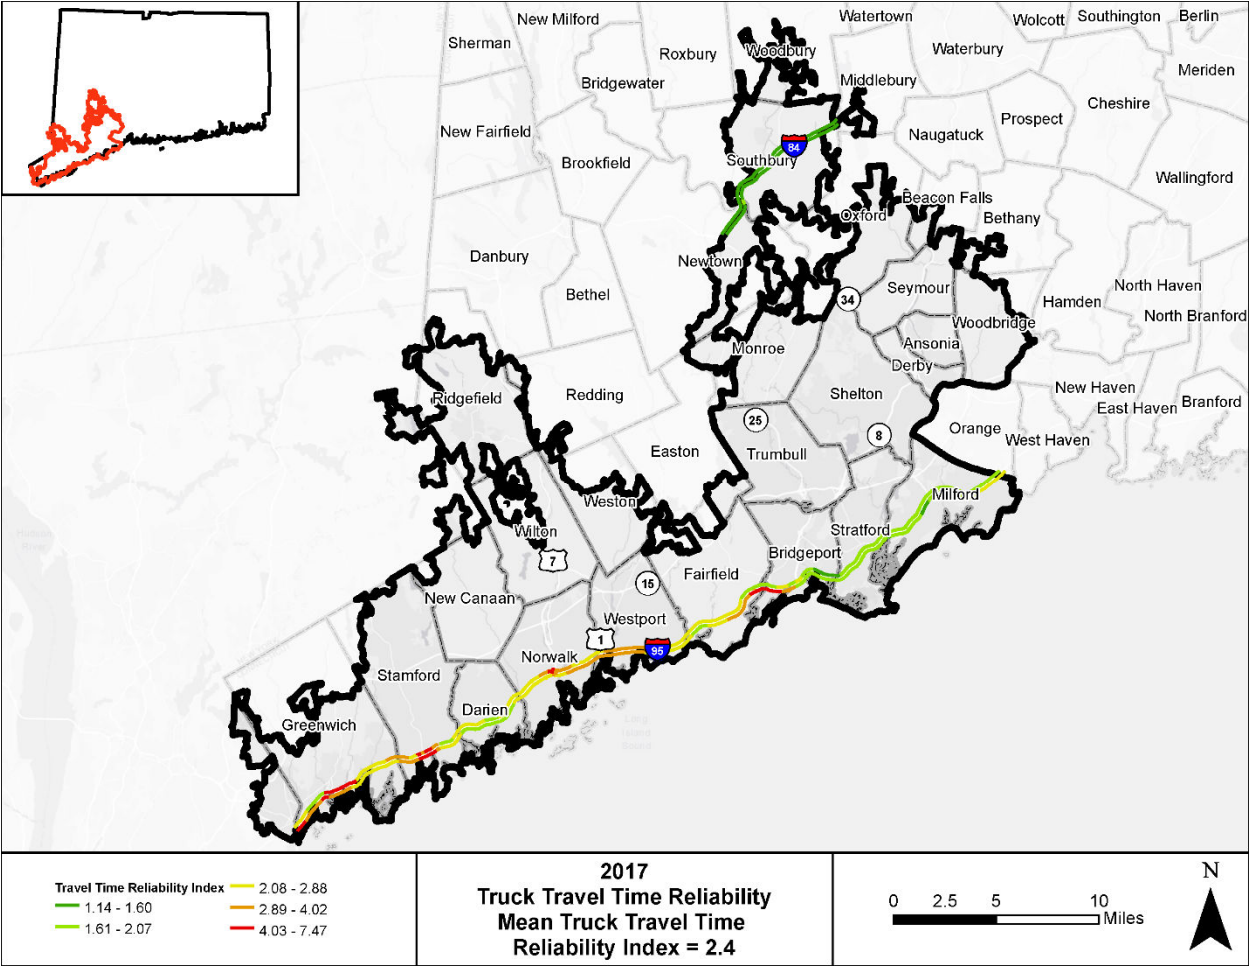 New Milford
Watertown
Wolcott
Southington
Berlin
Sherman
Roxbury
Woodbury
Waterbury
Meriden
Bridgewater
Middlebury
Cheshire
Prospect
New Fairfield
Naugatuck
84
Brookfield
Southbury
Wallingford
Beacon Falls
Oxford
Bethany
Danbury
Newtown
Seymour
North Haven
Bethel
34
Hamden
North Branford
Woodbridge
Ansonia
Monroe
Derby
New Haven
Ridgefield
Redding
Shelton
East Haven
Branford
25
8
Orange
West Haven
Easton
Trumbull
Milford
Weston
Wilton
Stratford
Bridgeport
7
Fairfield
15
New Canaan
Westport
1
95
Norwalk
Stamford
Darien
Greenwich
Long
Island
Sound
Travel Time Reliability Index
1.14 - 1.60
1.61 - 2.07
2.08 - 2.88
2.89 - 4.02
4.03 - 7.47
2017
Truck Travel Time Reliability
Mean Truck Travel Time
Reliability Index = 2.4
0 2.5 5 10
Miles
N